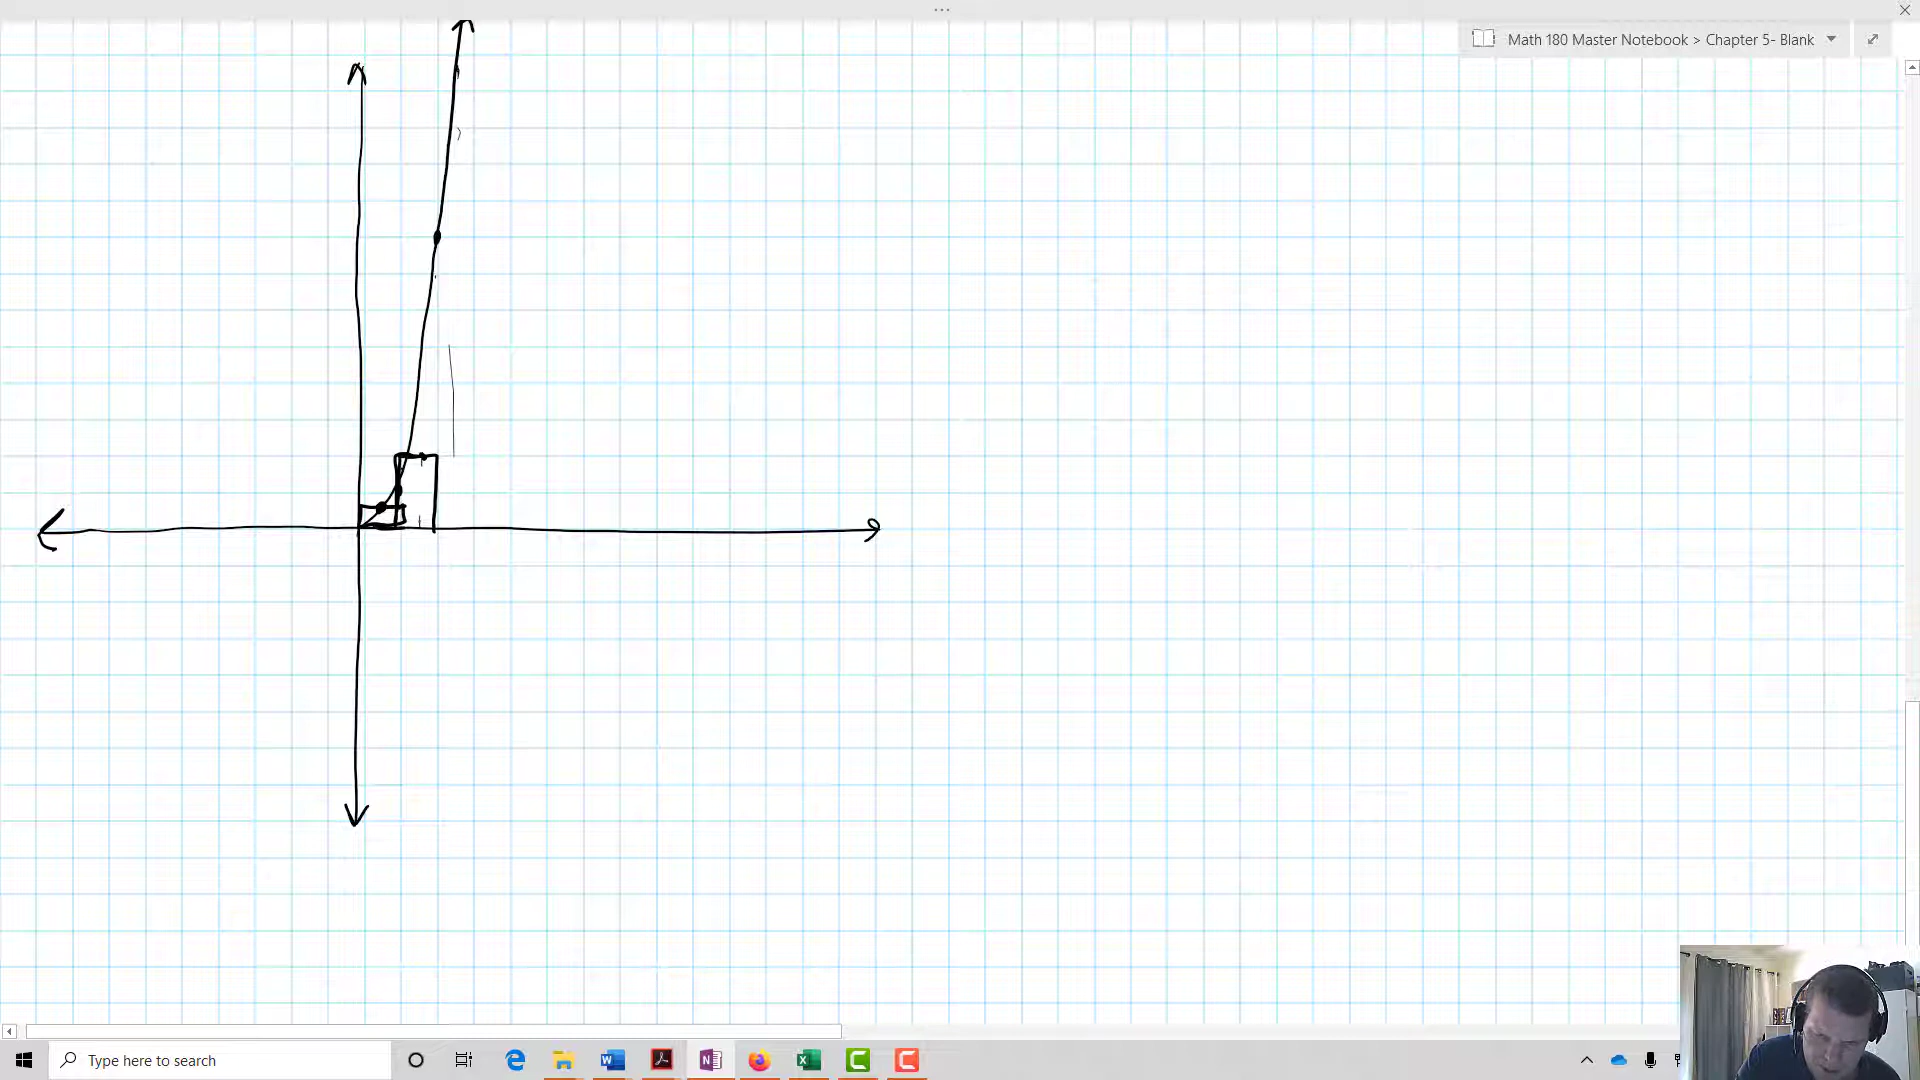 Math 180 Master Notebook > Chapter 5- Blank
Type here to search